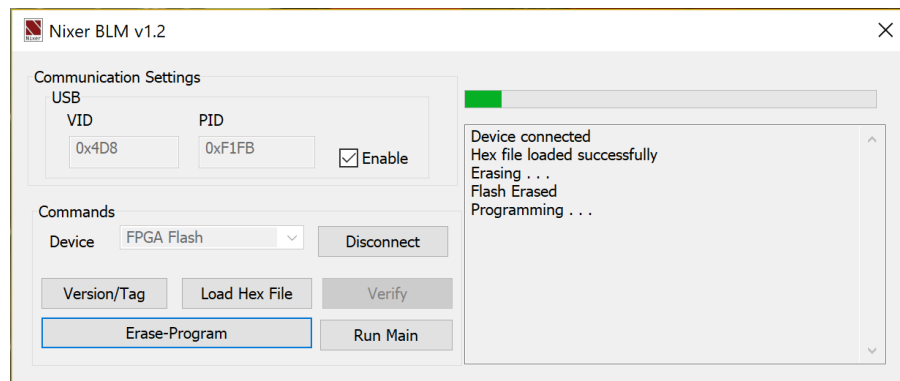 Nixer BLM v1.2
Nixer
Communication Settings
USB
VID
PID
0x4D8
0xF1FB
Enable
Commands
Device
FPGA Flash
Disconnect
Version/Tag
Load Hex File
Verify
Erase-Program
Run Main
Device connected
Hex file loaded successfully
Erasing . . .
Flash Erased
Programming . . .